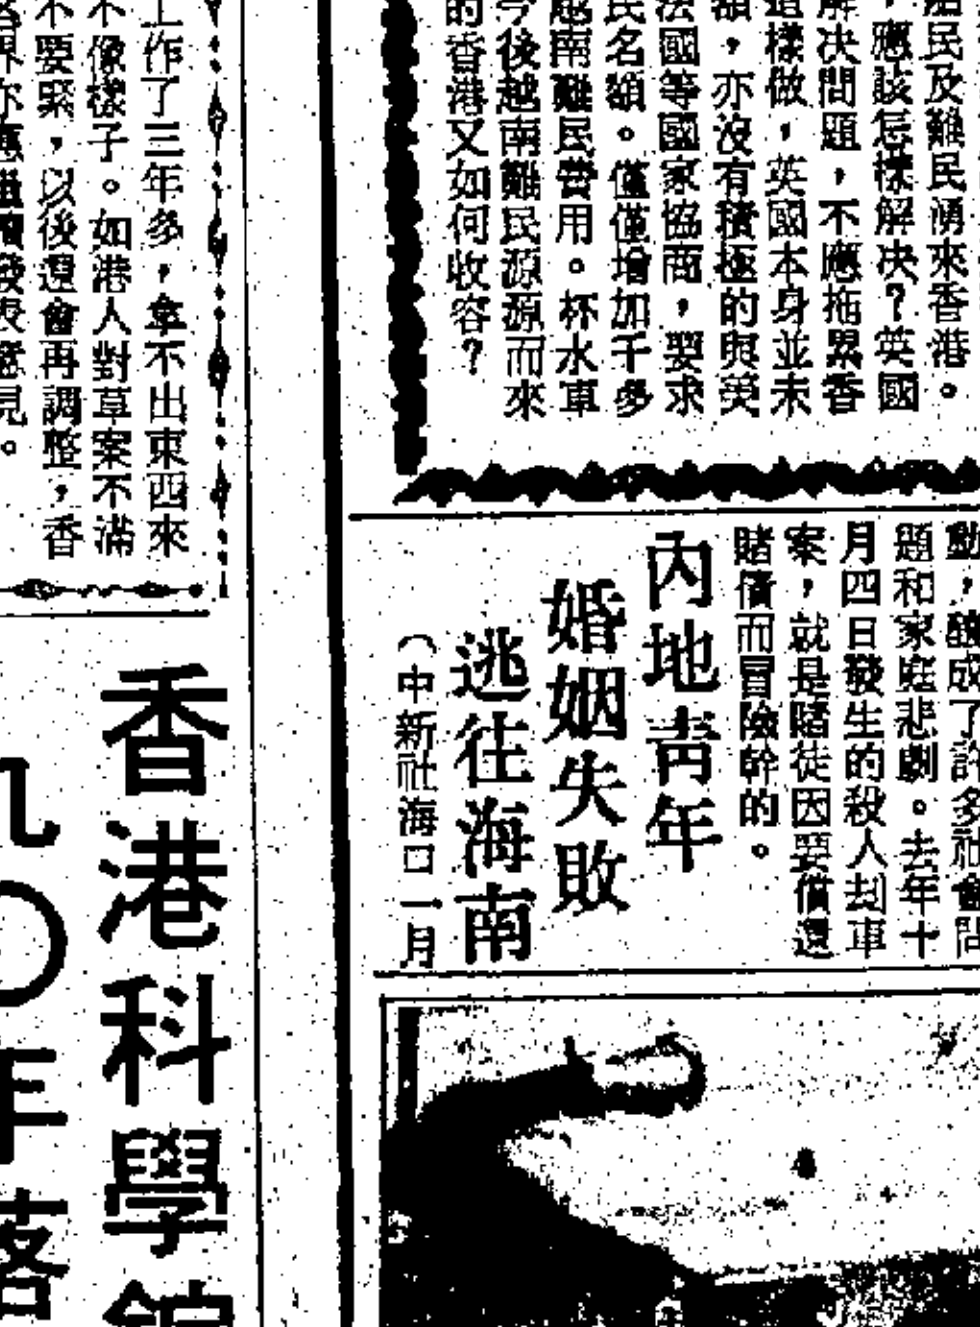 船民及難民湧來香港。
，應該怎樣解決？英國
解决問題，不應拖累香
這樣做，英國本身並未
額，亦沒有積極的與英
法國等國家協商，要求
民名額。僅僅增加千多
越南難民費用。杯水車
今後越南難民源源而來
的香港又如何收容？
動，釀成了許多社會問
題和家庭悲劇。去年十
月四日發生的殺人刦車
案，就是賭徒因要償還
賭債而冒險幹的。
內地青年
婚姻失敗
逃往海南
（中新社海口一月
上作了三年多，拿不出東西來
不像樣子。如港人對草案不滿
不要緊，以後還會再調整，香
各界亦應繼續發表意見。
香港科學館
九〇年落